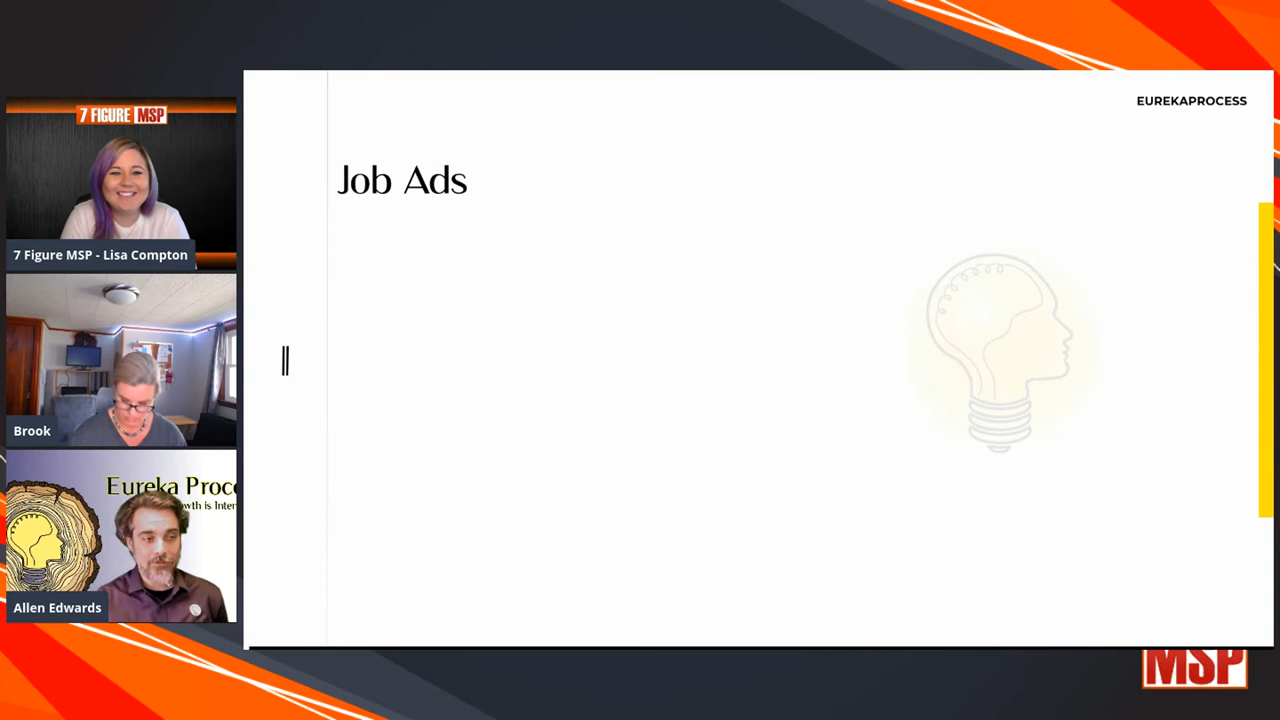 7 FIGURE MSP
7 Figure MSP - Lisa Compton
Brook
Eureka Proc
wth is Inter
Allen Edwards
EUREKAPROCESS
Job Ads
MSP